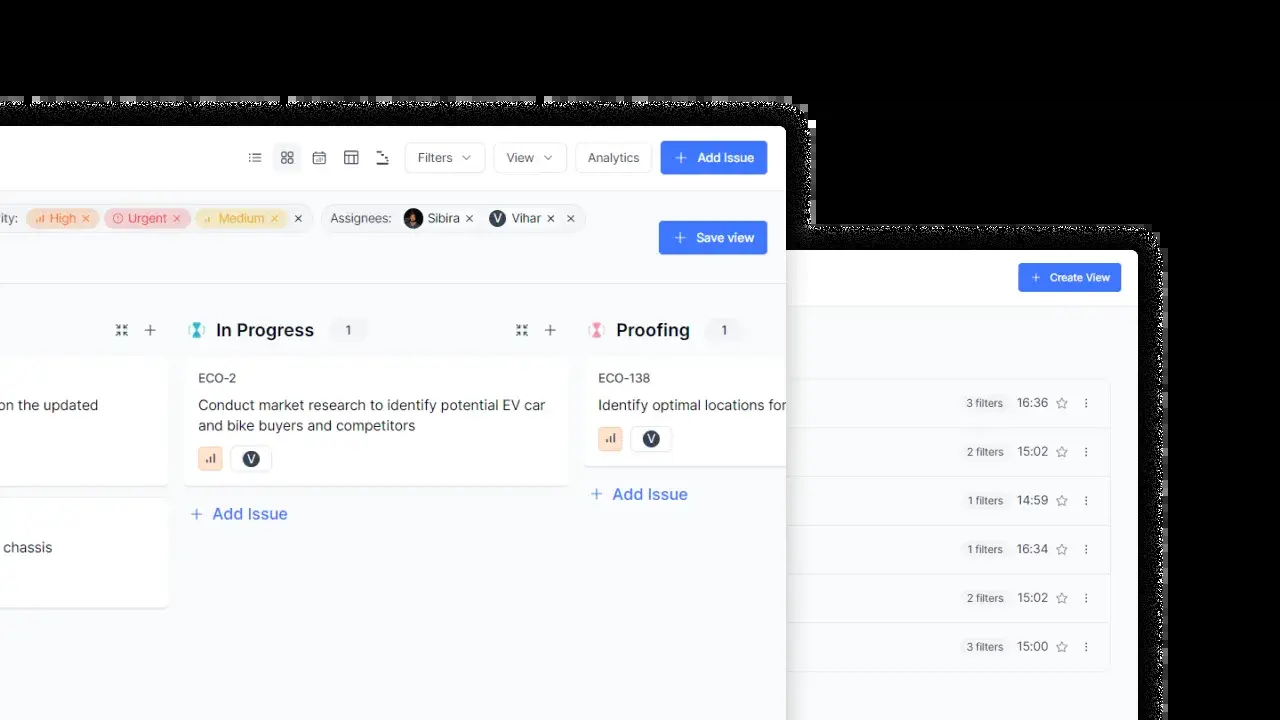 Filters
View
Analytics
+ Add Issue
ity:
High
Urgent
Medium
Assignees:
Sibira
V
Vihar
+ Save view
+ Create View
In Progress
1
Proofing
1
on the updated
ECO-2
Conduct market research to identify potential EV car
and bike buyers and competitors
V
+ Add Issue
ECO-138
Identify optimal locations for
V
+ Add Issue
chassis
3 filters 16:36
2 filters 15:02
1 filters 14:59
1 filters 16:34
2 filters 15:02
3 filters 15:00